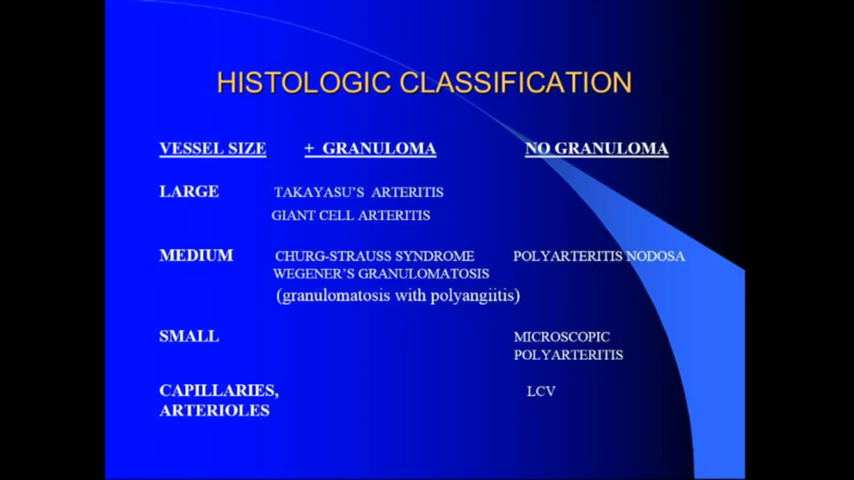 HISTOLOGIC CLASSIFICATION
VESSEL SIZE + GRANULOMA NO GRANULOMA
LARGE TAKAYASU'S ARTERITIS
GIANT CELL ARTERITIS
MEDIUM CHURG-STRAUSS SYNDROME POLYARTERITIS NODOSA
WEGENER'S GRANULOMATOSIS
(granulomatosis with polyangiitis)
SMALL MICROSCOPIC
POLYARTERITIS
CAPILLARIES, LCV
ARTERIOLES